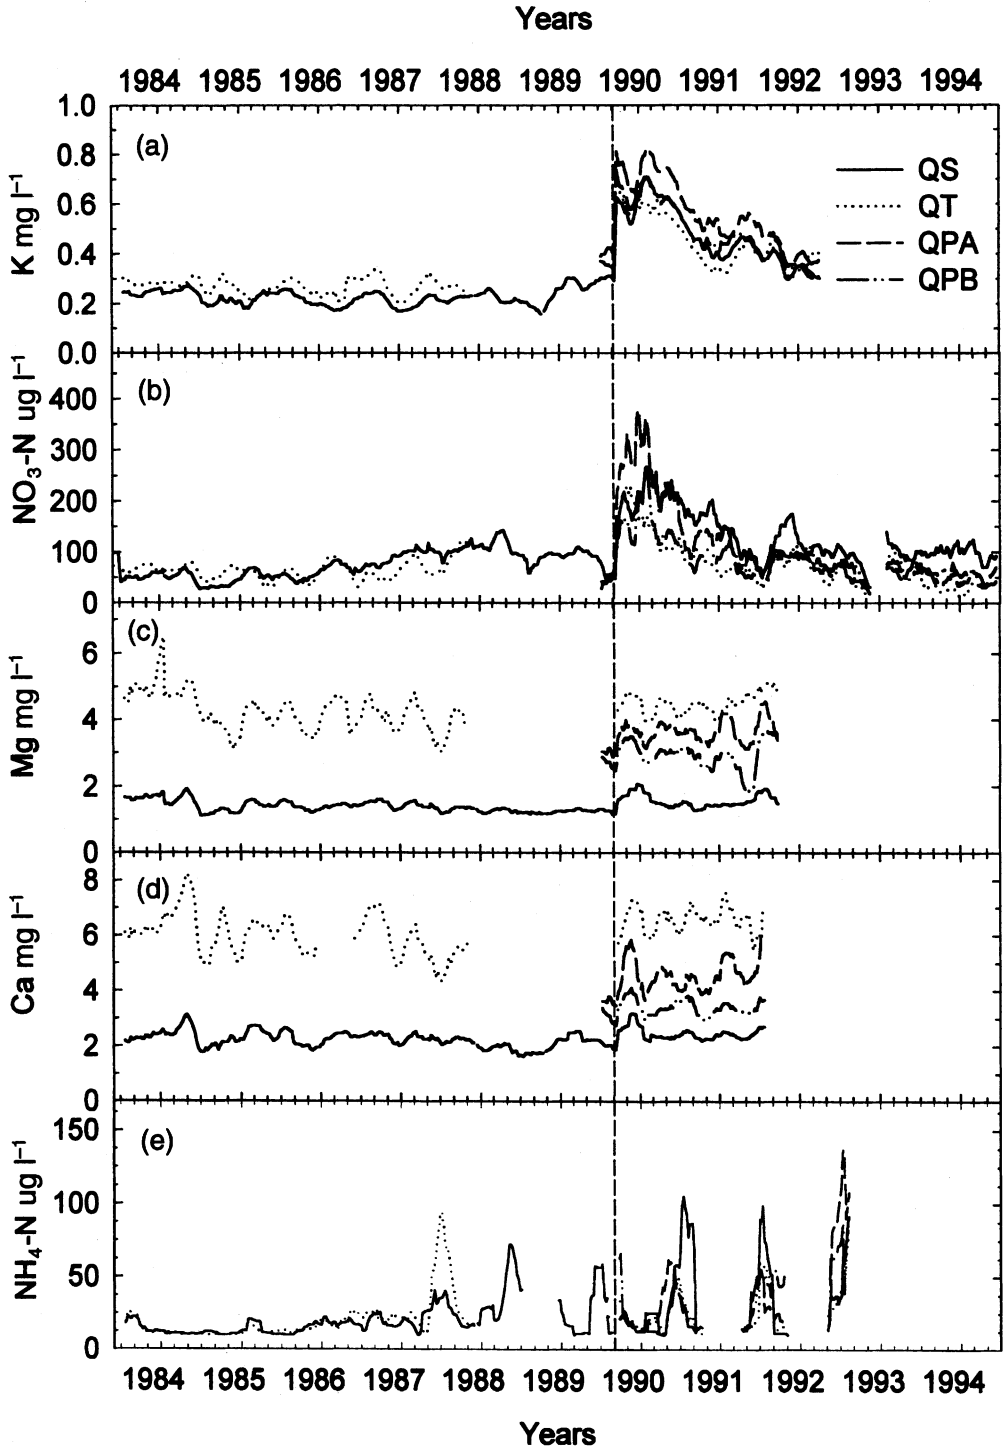 Years
1984 1985 1986 1987 1988 1989 1990 1991 1992 1993 1994
1.0
(a)
0.8
0.6
0.4
0.2
0.0
K mg l⁻¹
QS
QT
QPA
QPB
(b)
400
300
200
100
0
NO₃-N ug l⁻¹
(c)
6
4
2
0
Mg mg l⁻¹
(d)
8
6
4
2
0
Ca mg l⁻¹
(e)
150
100
50
0
NH₄-N ug l⁻¹
1984 1985 1986 1987 1988 1989 1990 1991 1992 1993 1994
Years